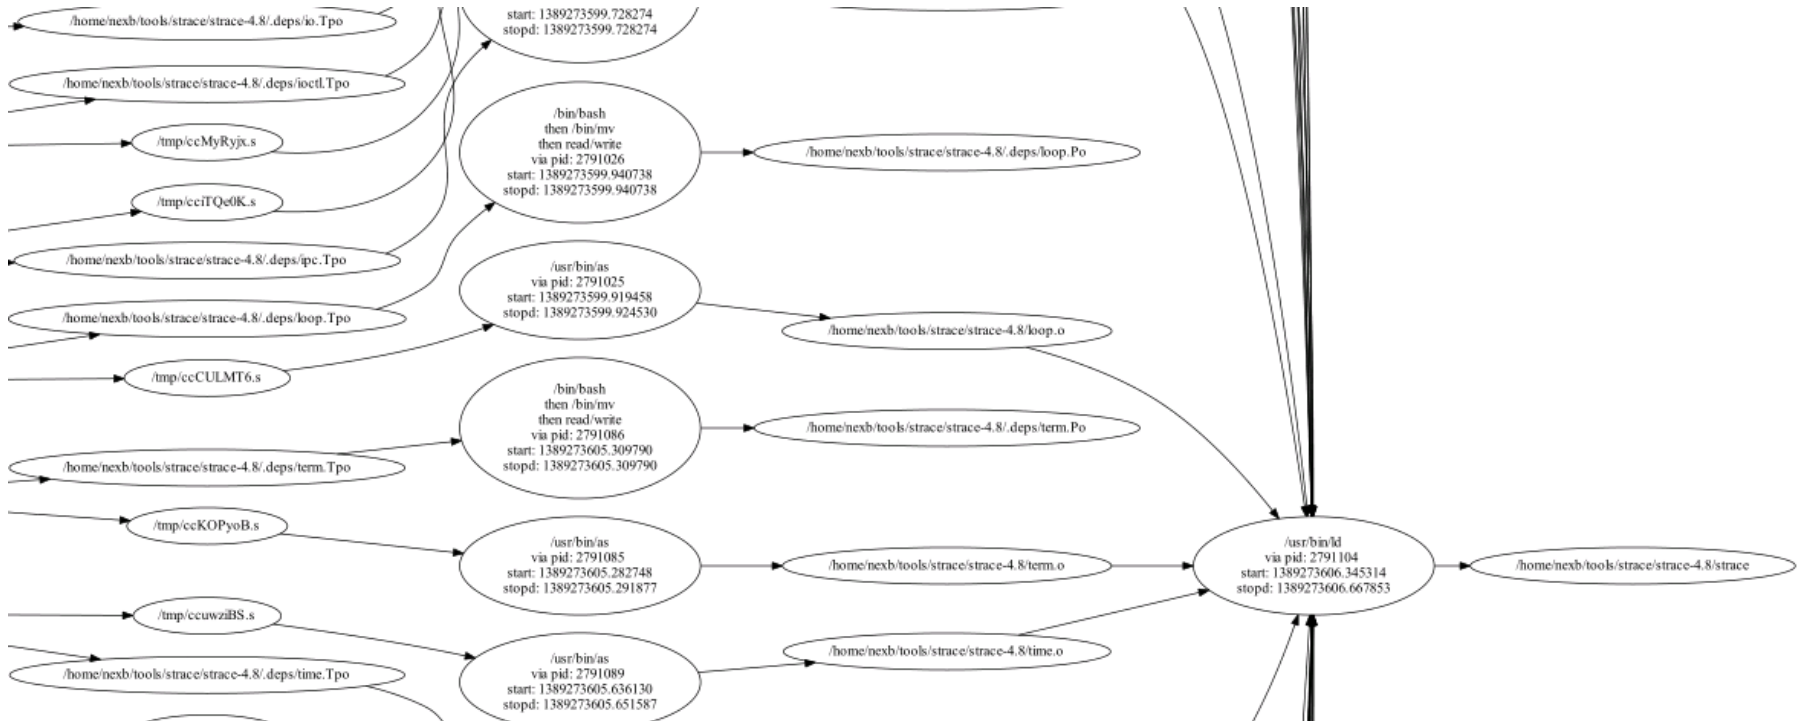 /home/nexb/tools/strace/strace-4.8/.deps/io.Tpo
/home/nexb/tools/strace/strace-4.8/.deps/ioctl.Tpo
/tmp/ccMyRyjx.s
/tmp/cciTQe0K.s
/home/nexb/tools/strace/strace-4.8/.deps/ipc.Tpo
/home/nexb/tools/strace/strace-4.8/.deps/loop.Tpo
/tmp/ccCULMT6.s
/home/nexb/tools/strace/strace-4.8/.deps/term.Tpo
/tmp/ccKOPyoB.s
/tmp/ccuwziBS.s
/home/nexb/tools/strace/strace-4.8/.deps/time.Tpo
start: 1389273599.728274
stopd: 1389273599.728274
/bin/bash
then /bin/mv
then read/write
via pid: 2791026
start: 1389273599.940738
stopd: 1389273599.940738
/usr/bin/as
via pid: 2791025
start: 1389273599.919458
stopd: 1389273599.924530
/bin/bash
then /bin/mv
then read/write
via pid: 2791086
start: 1389273605.309790
stopd: 1389273605.309790
/usr/bin/as
via pid: 2791085
start: 1389273605.282748
stopd: 1389273605.291877
/usr/bin/as
via pid: 2791089
start: 1389273605.636130
stopd: 1389273605.651587
/home/nexb/tools/strace/strace-4.8/.deps/loop.Po
/home/nexb/tools/strace/strace-4.8/loop.o
/home/nexb/tools/strace/strace-4.8/.deps/term.Po
/home/nexb/tools/strace/strace-4.8/term.o
/home/nexb/tools/strace/strace-4.8/time.o
/usr/bin/ld
via pid: 2791104
start: 1389273606.345314
stopd: 1389273606.667853
/home/nexb/tools/strace/strace-4.8/strace